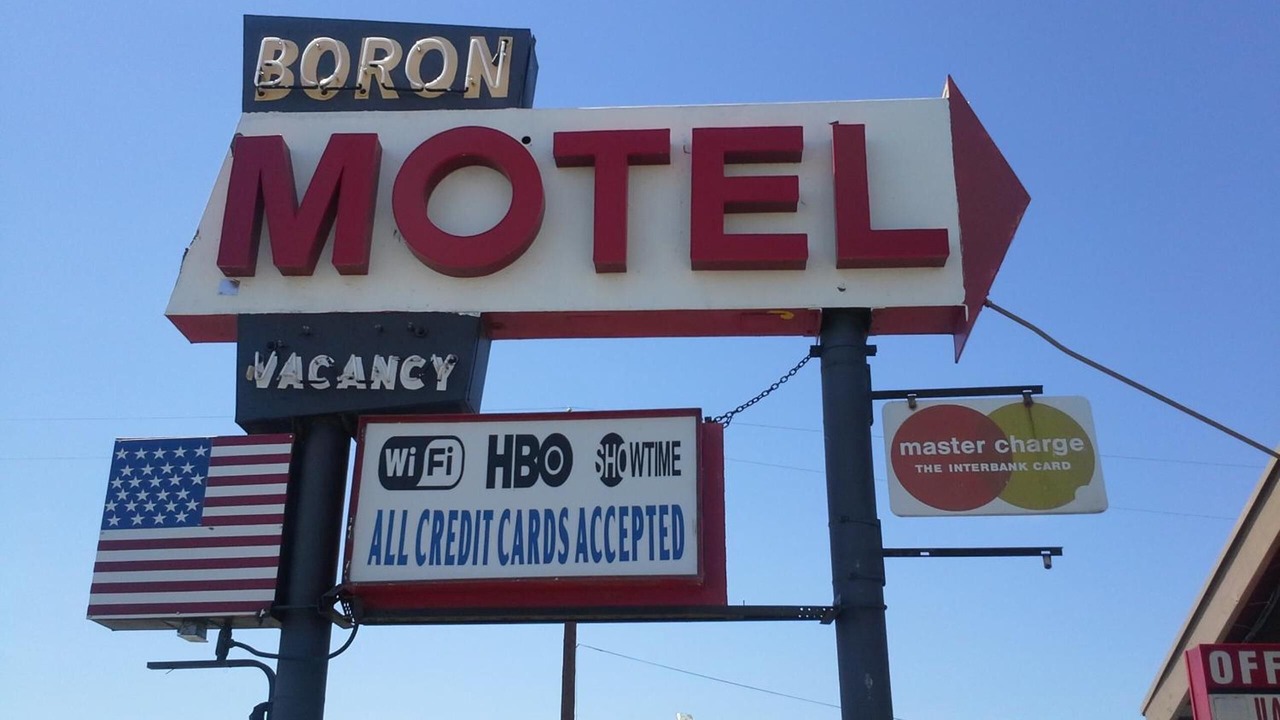 BORON
MOTEL
VACANCY
WiFi HBO SHOWTIME
ALL CREDIT CARDS ACCEPTED
master charge
THE INTERBANK CARD
OFF